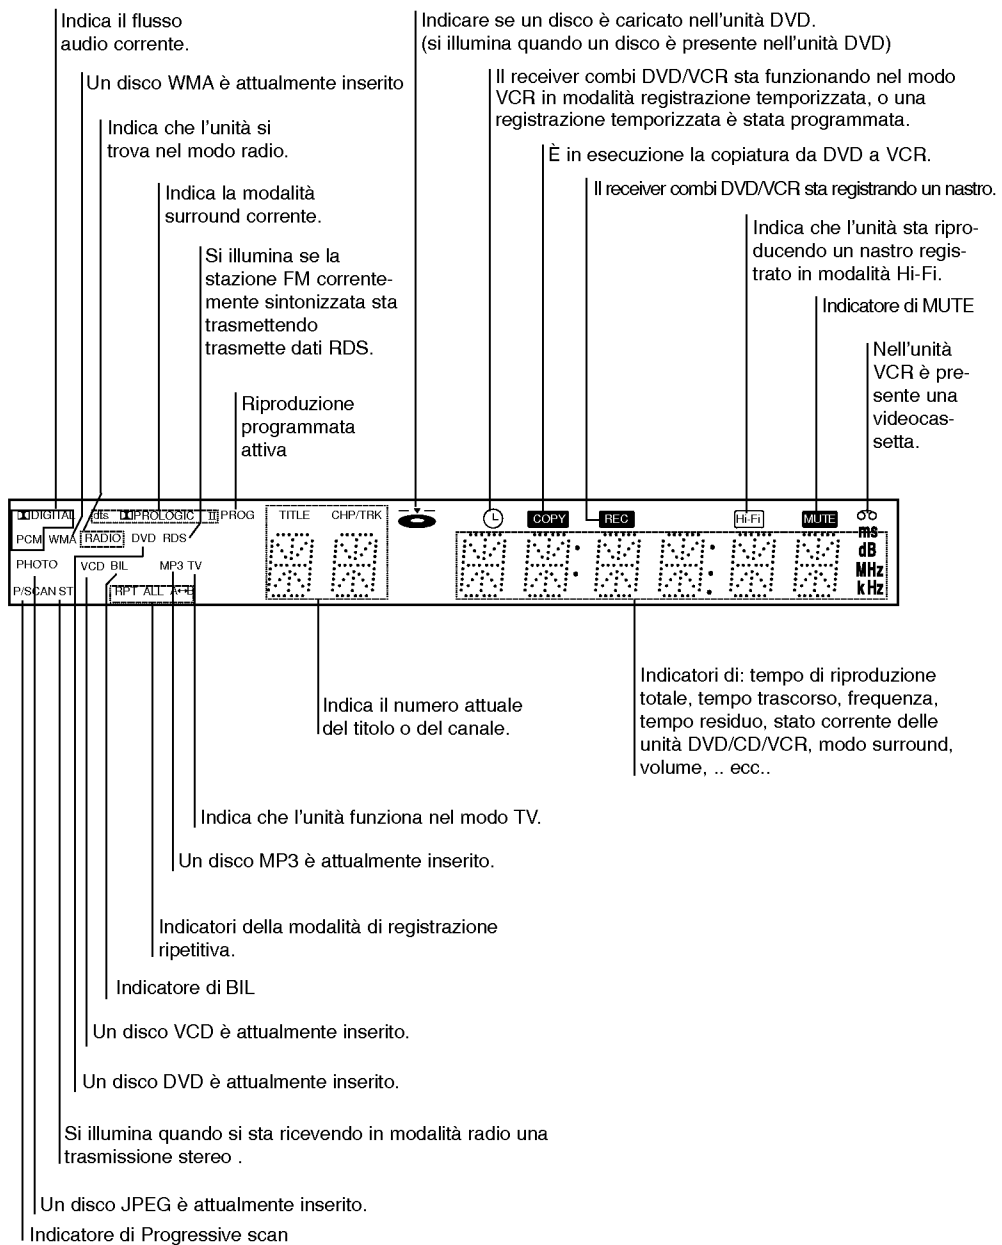 Indica il flusso
audio corrente.
Un disco WMA è attualmente inserito
Indica che l'unità si
trova nel modo radio.
Indica la modalità
surround corrente.
Si illumina se la
stazione FM corrente-
mente sintonizzata sta
trasmettendo
trasmette dati RDS.
Riproduzione
programmata
attiva
Indicare se un disco è caricato nell'unità DVD.
(si illumina quando un disco è presente nell'unità DVD)
Il receiver combi DVD/VCR sta funzionando nel modo
VCR in modalità registrazione temporizzata, o una
registrazione temporizzata è stata programmata.
È in esecuzione la copiatura da DVD a VCR.
Il receiver combi DVD/VCR sta registrando un nastro.
Indica che l'unità sta ripro-
ducendo un nastro regis-
trato in modalità Hi-Fi.
Indicatore di MUTE
Nell'unità
VCR è pre-
sente una
videocas-
setta.
DIGITAL dts PROLOGIC II PROG TITLE CHP/TRK COPY REC Hi-Fi MUTE
PCM WMA RADIO DVD RDS ms
dB
PHOTO VCD BIL MP3 TV MHz
P/SCAN ST RPT ALL A↔B kHz
Indica il numero attuale
del titolo o del canale.
Indicatori di: tempo di riproduzione
totale, tempo trascorso, frequenza,
tempo residuo, stato corrente delle
unità DVD/CD/VCR, modo surround,
volume, .. ecc..
Indica che l'unità funziona nel modo TV.
Un disco MP3 è attualmente inserito.
Indicatori della modalità di registrazione
ripetitiva.
Indicatore di BIL
Un disco VCD è attualmente inserito.
Un disco DVD è attualmente inserito.
Si illumina quando si sta ricevendo in modalità radio una
trasmissione stereo .
Un disco JPEG è attualmente inserito.
Indicatore di Progressive scan